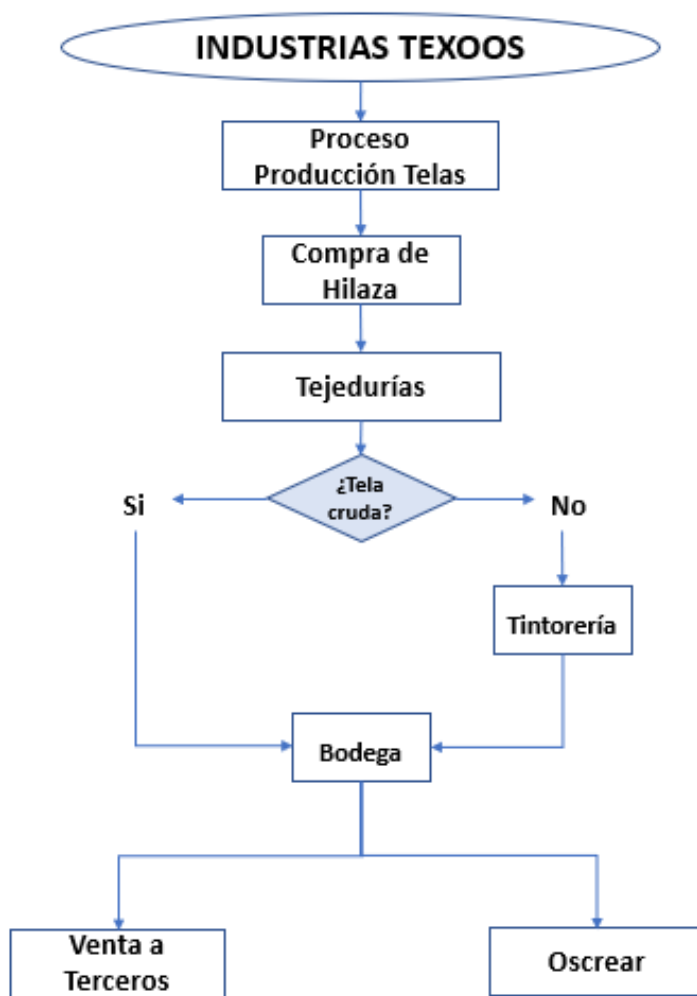 INDUSTRIAS TEXOOS
Proceso
Producción Telas
Compra de
Hilaza
Tejedurías
¿Tela
cruda?
Si
No
Tintorería
Bodega
Venta a
Terceros
Oscrear